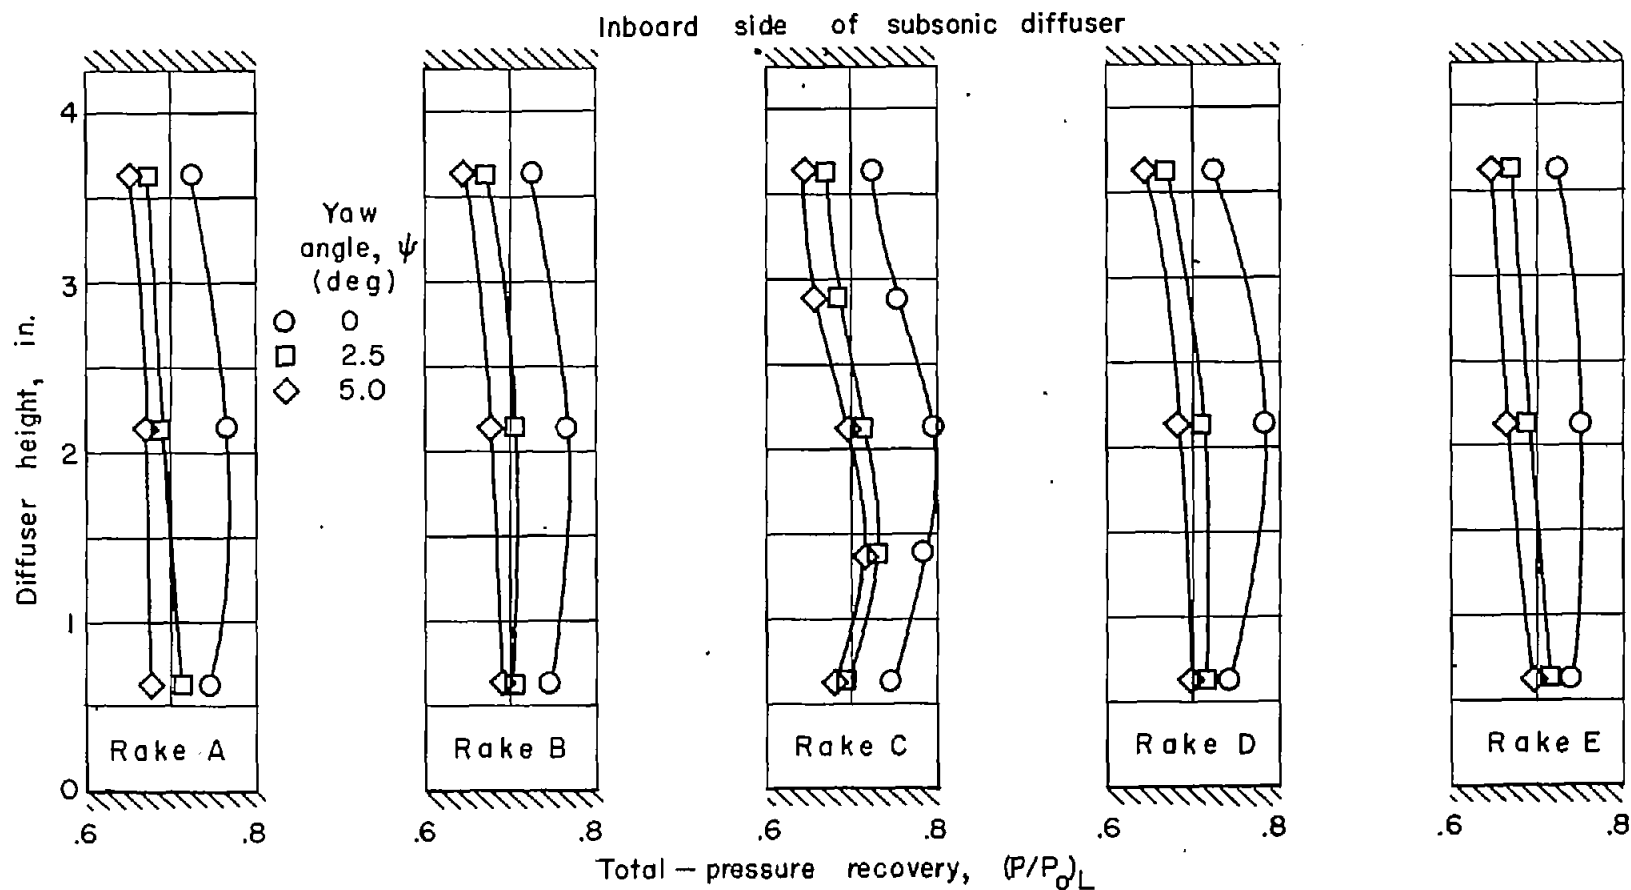 Inboard side of subsonic diffuser
4
3
2
1
0
Diffuser height, in.
Yaw
angle, ψ
(deg)
0
2.5
5.0
Rake A
Rake B
Rake C
Rake D
Rake E
.6 .8 .6 .8 .6 .8 .6 .8 .6 .8
Total-pressure recovery, (P/P₀)L